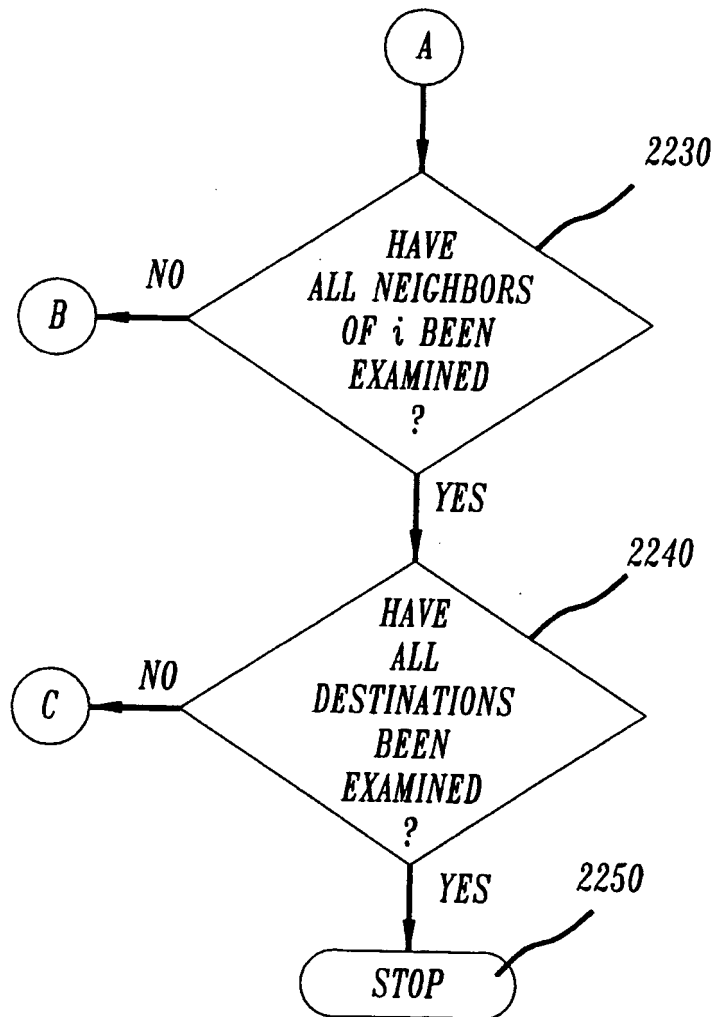 A
2230
HAVE
ALL NEIGHBORS
OF i BEEN
EXAMINED
?
NO
B
YES
2240
HAVE
ALL
DESTINATIONS
BEEN
EXAMINED
?
NO
C
YES
2250
STOP